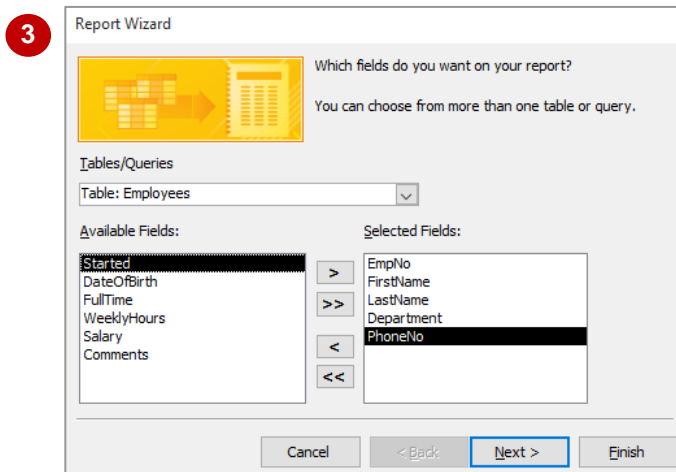 3
Report Wizard
Which fields do you want on your report?
You can choose from more than one table or query.
Tables/Queries
Table: Employees
Available Fields:
Selected Fields:
Started
DateOfBirth
FullTime
WeeklyHours
Salary
Comments
>
>>
<
<<
EmpNo
FirstName
LastName
Department
PhoneNo
Cancel
< Back
Next >
Finish